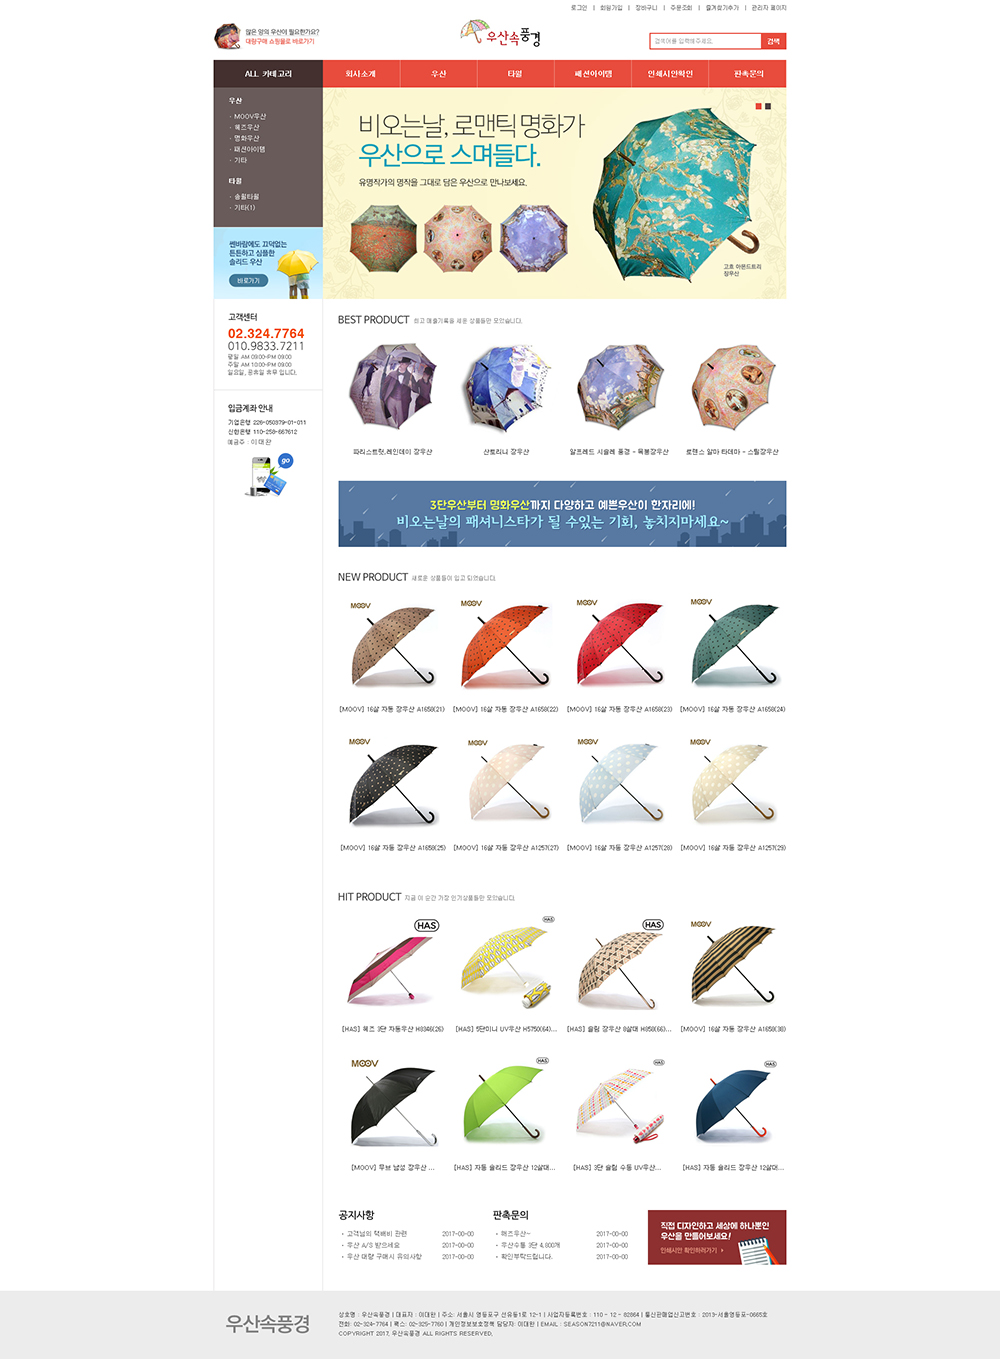 로그인 | 회원가입 | 장바구니 | 주문조회 | 즐겨찾기추가 | 관리자 페이지
많은 양의 우산이 필요한가요?
대량구매 쇼핑몰로 바로가기
우산속풍경
검색어를 입력해주세요.
검색
ALL 카테고리
회사소개
우산
타월
패션아이템
인쇄시안확인
판촉문의
우산
· MOOV우산
· 헤즈우산
· 명화우산
· 패션아이템
· 기타
타월
· 송월타월
· 기타(1)
비오는날, 로맨틱 명화가
우산으로 스며들다.
유명작가의 명작을 그대로 담은 우산으로 만나보세요.
고흐 아몬드트리
장우산
쎈바람에도 끄덕없는
튼튼하고 심플한
솔리드 우산
바로가기
고객센터
02.324.7764
010.9833.7211
평일 AM 09:00~PM 09:00
주말 AM 10:00~PM 09:00
일요일, 공휴일 휴무 입니다.
입금계좌 안내
기업은행 226-050879-01-011
신한은행 110-258-667612
예금주 : 이대완
go
BEST PRODUCT 최고 매출기록을 세운 상품들만 모았습니다.
파리스트릿,레인데이 장우산
산토리니 장우산
알프레드 시슬레 풍경 - 목봉장우산
로렌스 알마 타데마 - 스틸장우산
3단우산부터 명화우산까지 다양하고 예쁜우산이 한자리에!
비오는날의 패셔니스타가 될 수있는 기회, 놓치지마세요~
NEW PRODUCT 새로운 상품들이 입고 되었습니다.
MOOV
MOOV
MOOV
MOOV
[MOOV] 16살 자동 장우산 A1658(21)
[MOOV] 16살 자동 장우산 A1658(22)
[MOOV] 16살 자동 장우산 A1658(23)
[MOOV] 16살 자동 장우산 A1658(24)
MOOV
MOOV
MOOV
MOOV
[MOOV] 16살 자동 장우산 A1658(25)
[MOOV] 16살 자동 장우산 A1257(27)
[MOOV] 16살 자동 장우산 A1257(28)
[MOOV] 16살 자동 장우산 A1257(29)
HIT PRODUCT 지금 이 순간 가장 인기상품들만 모았습니다.
HAS
HAS
HAS
MOOV
[HAS] 헤즈 3단 자동우산 H8346(26)
[HAS] 5단미니 UV우산 H5750(64)...
[HAS] 슬림 장우산 8살대 H858(66)...
[MOOV] 16살 자동 장우산 A1658(38)
MOOV
HAS
HAS
HAS
[MOOV] 무브 남성 장우산 ...
[HAS] 자동 솔리드 장우산 12살대...
[HAS] 3단 슬림 수동 UV우산...
[HAS] 자동 솔리드 장우산 12살대...
공지사항
· 고객님의 택배비 관련 2017-00-00
· 우산 A/S 받으세요 2017-00-00
· 우산 대량 구매시 유의사항 2017-00-00
판촉문의
· 해즈우산~ 2017-00-00
· 우산수동 3단 4,800개 2017-00-00
· 확인부탁드립니다. 2017-00-00
직접 디자인하고 세상에 하나뿐인
우산을 만들어보세요!
인쇄시안 확인하러가기 >
우산속풍경
상호명 : 우산속풍경 | 대표자 : 이대완 | 주소: 서울시 영등포구 선유동1로 12-1 | 사업자등록번호 : 110 - 12 - 82864 | 통신판매업신고번호 : 2013-서울영등포-0665호
전화: 02-324-7764 | 팩스: 02-325-7760 | 개인정보보호정책 담당자: 이대완 | EMAIL : SEASON7211@NAVER.COM
COPYRIGHT 2017. 우산속풍경 ALL RIGHTS RESERVED.